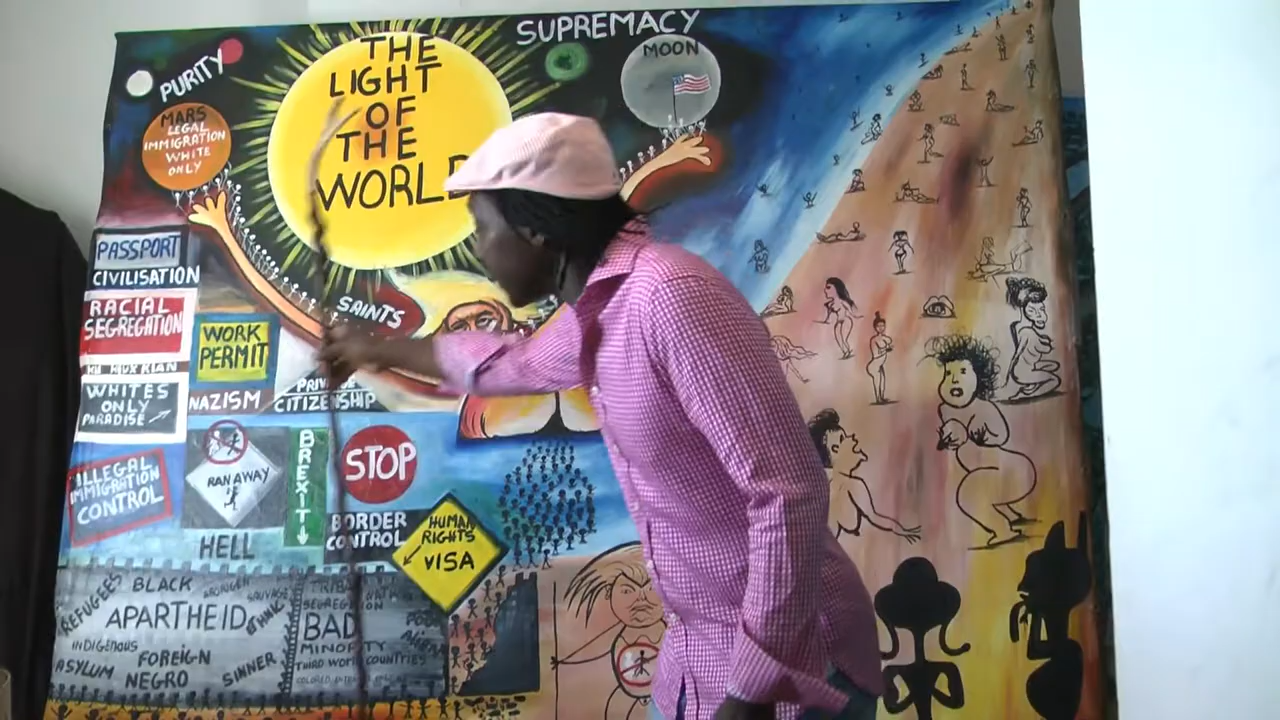 SUPREMACY
PURITY
THE
LIGHT
OF
THE
WORLD
MOON
MARS
LEGAL
IMMIGRATION
WHITE
ONLY
PASSPORT
CIVILISATION
RACIAL
SEGREGATION
WORK
PERMIT
SAINTS
WHITES
ONLY
PARADISE
NAZISM
PRIVATE
CITIZENSHIP
ILLEGAL
IMMIGRATION
CONTROL
RAN AWAY
BREXIT
STOP
HELL
BORDER
CONTROL
HUMAN
RIGHTS
VISA
REFUGEES
BLACK
SAVAGE
APARTHEID
ETHNIC
INDIGENOUS
ASYLUM
FOREIGN
NEGRO
SINNER
BAD
MINORITY
THIRD WORLD COUNTRIES